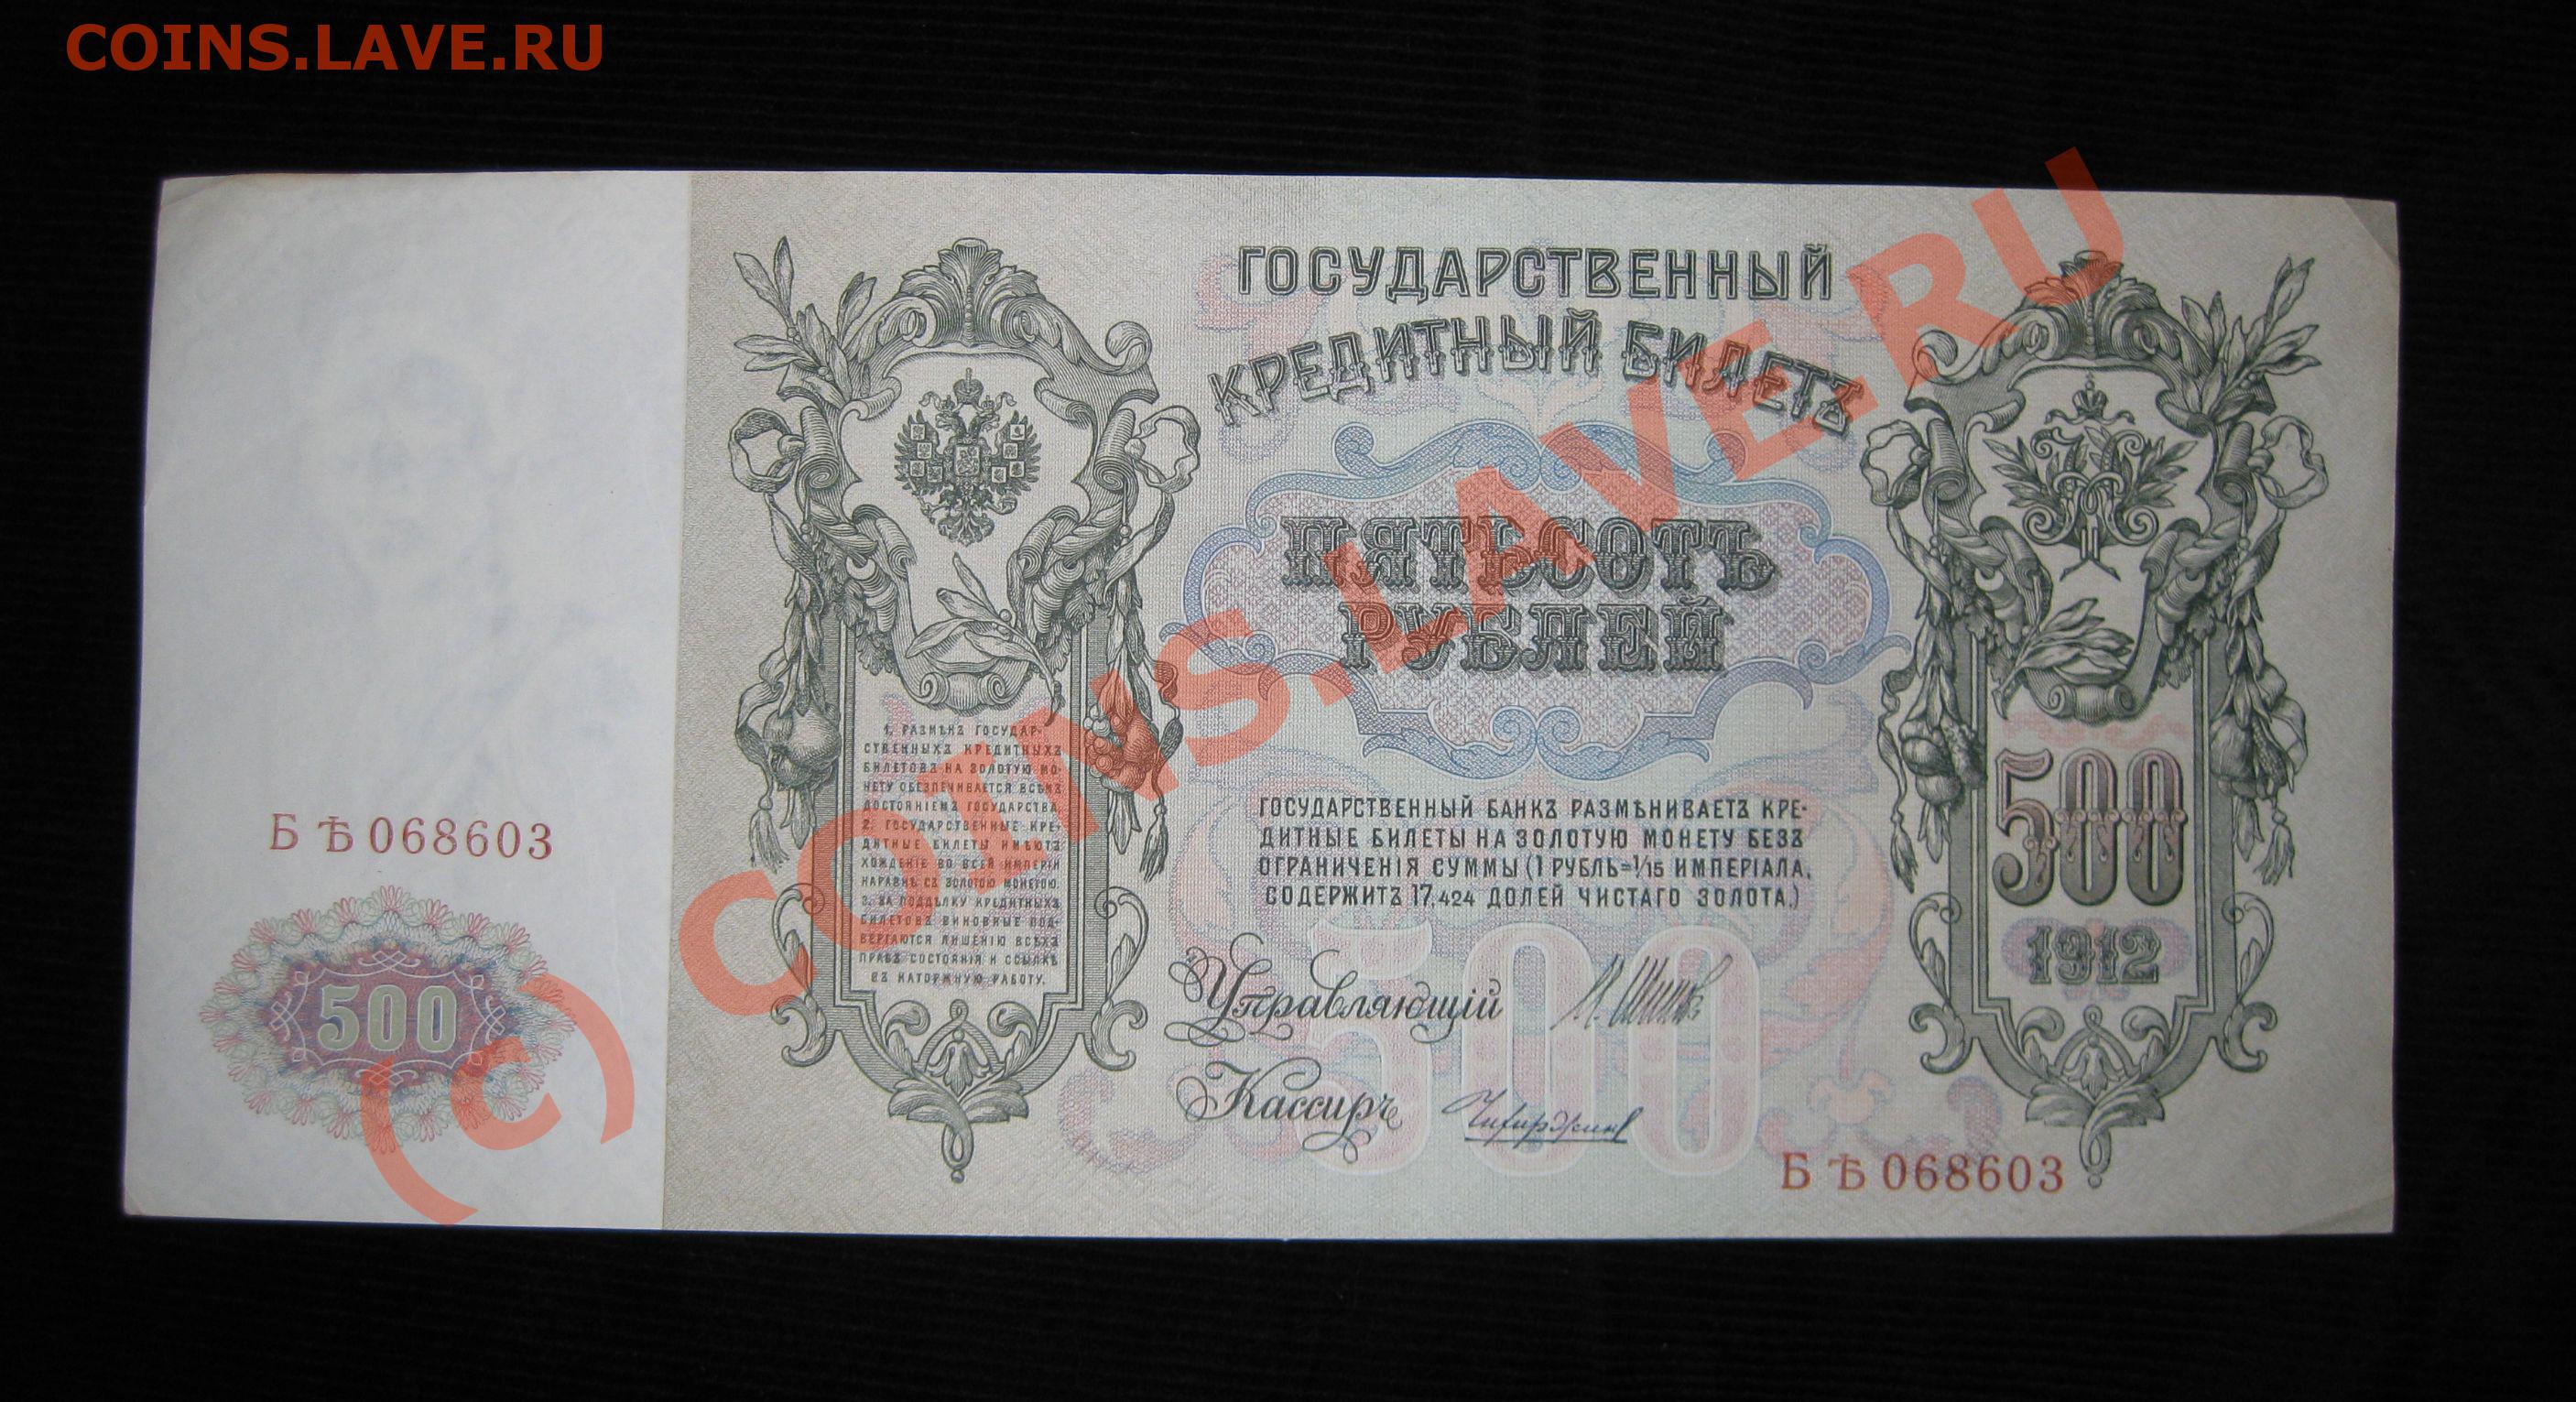 COINS.LAVE.RU
ГОСУДАРСТВЕННЫЙ
КРЕДИТНЫЙ БИЛЕТЪ
ПЯТЬСОТЪ
РУБЛЕЙ
1. РАЗМѢНЪ ГОСУДАР-
СТВЕННЫХЪ КРЕДИТНЫХЪ
БИЛЕТОВЪ НА ЗОЛОТУЮ МО-
НЕТУ ОБЕЗПЕЧИВАЕТСЯ ВСѢМЪ
ДОСТОЯНІЕМЪ ГОСУДАРСТВА.
2. ГОСУДАРСТВЕННЫЕ КРЕ-
ДИТНЫЕ БИЛЕТЫ ИМѢЮТЪ
ХОЖДЕНІЕ ВО ВСЕЙ ИМПЕРІИ
НАРАВНѢ СЪ ЗОЛОТОЮ МОНЕТОЮ.
3. ЗА ПОДДѢЛКУ КРЕДИТНЫХЪ
БИЛЕТОВЪ ВИНОВНЫЕ ПОД-
ВЕРГАЮТСЯ ЛИШЕНІЮ ВСѢХЪ
ПРАВЪ СОСТОЯНІЯ И ССЫЛКѢ
ВЪ КАТОРЖНУЮ РАБОТУ.
ГОСУДАРСТВЕННЫЙ БАНКЪ РАЗМѢНИВАЕТЪ КРЕ-
ДИТНЫЕ БИЛЕТЫ НА ЗОЛОТУЮ МОНЕТУ БЕЗЪ
ОГРАНИЧЕНІЯ СУММЫ (1 РУБЛЬ=1/15 ИМПЕРІАЛА,
СОДЕРЖИТЪ 17,424 ДОЛЕЙ ЧИСТАГО ЗОЛОТА.)
500
1912
Б Ѣ 068603
500
500
Управляющій
Кассиръ
Б Ѣ 068603
(c) COINS.LAVE.RU